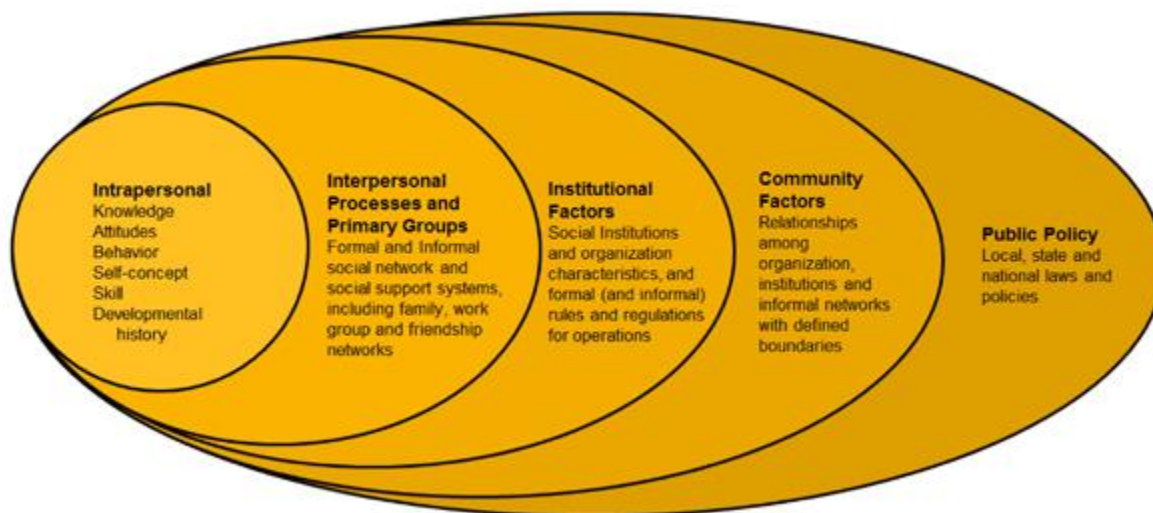 Intrapersonal
Knowledge
Attitudes
Behavior
Self-concept
Skill
Developmental
history
Interpersonal
Processes and
Primary Groups
Formal and Informal
social network and
social support systems,
including family, work
group and friendship
networks
Institutional
Factors
Social Institutions
and organization
characteristics, and
formal (and informal)
rules and regulations
for operations
Community
Factors
Relationships
among
organization,
institutions and
informal networks
with defined
boundaries
Public Policy
Local, state and
national laws and
policies